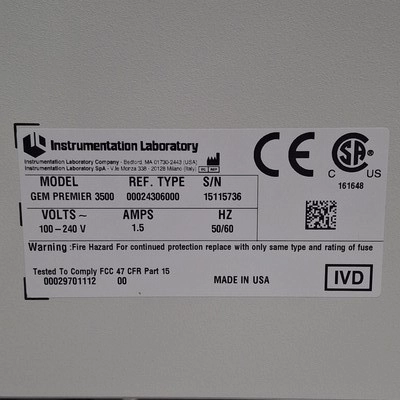 Instrumentation Laboratory
Instrumentation Laboratory Company - Bedford, MA 01730-2443 (USA)
Instrumentation Laboratory SpA - V.le Monza 338 - 20128 Milano (Italy) EC REP
CE
CSA
C US
161648
MODEL REF. TYPE S/N
GEM PREMIER 3500 00024306000 15115736
VOLTS ~ AMPS HZ
100 – 240 V 1.5 50/60
Warning :Fire Hazard For continued protection replace with only same type and rating of fuse
Tested To Comply FCC 47 CFR Part 15
00029701112 00 MADE IN USA IVD